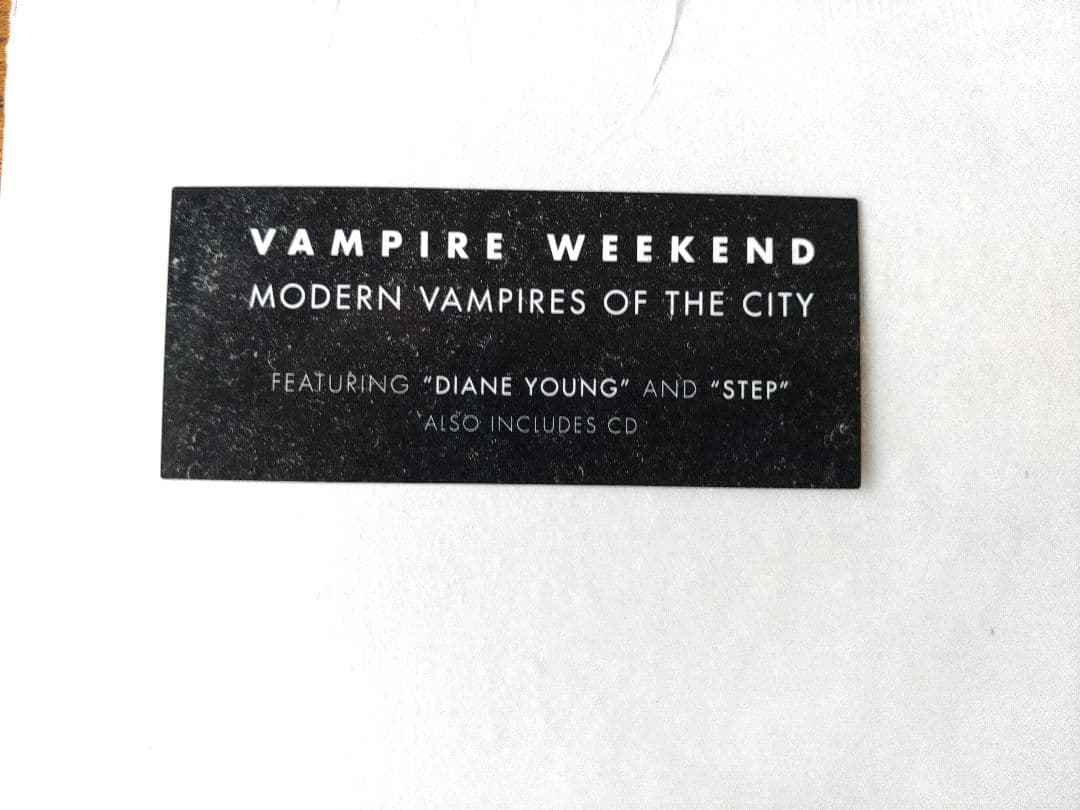 VAMPIRE WEEKEND
MODERN VAMPIRES OF THE CITY
FEATURING “DIANE YOUNG” AND “STEP”
ALSO INCLUDES CD